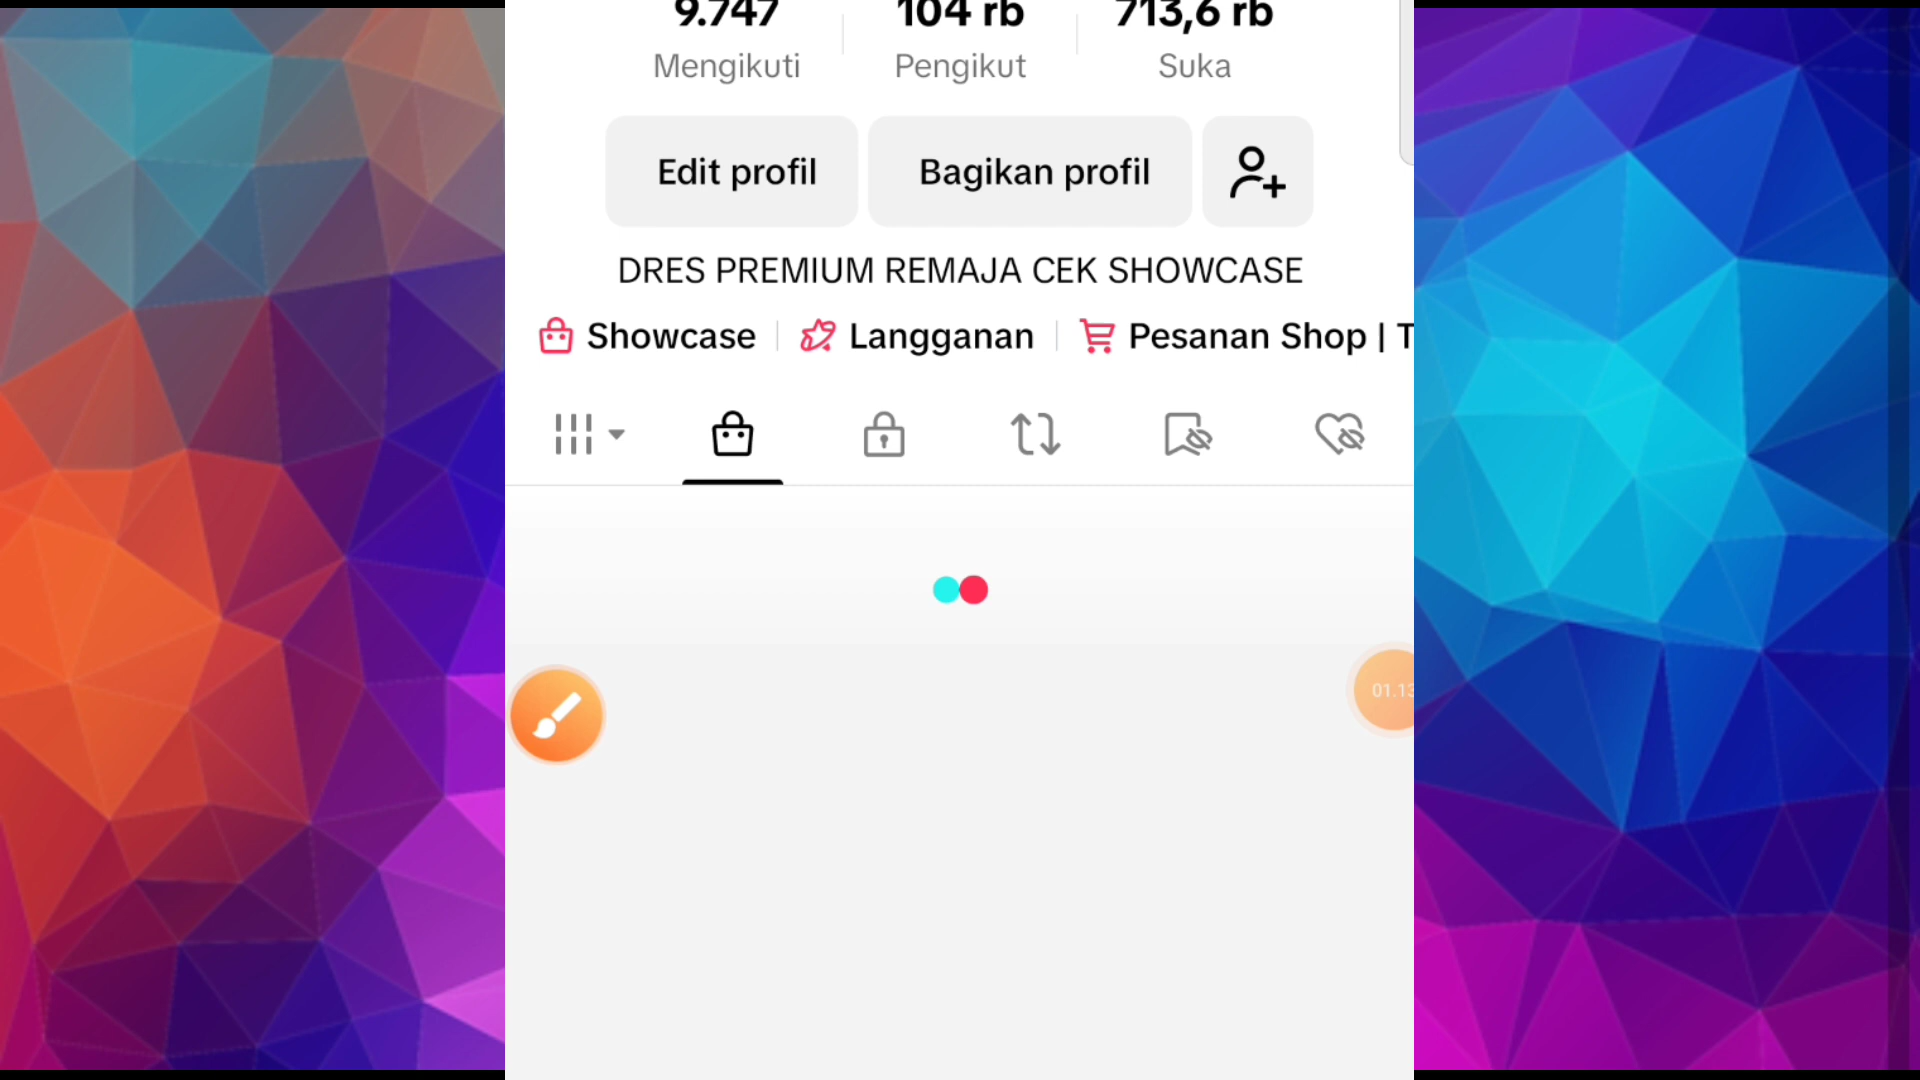 9.747 104 rb 713,6 rb
Mengikuti Pengikut Suka
Edit profil Bagikan profil
DRES PREMIUM REMAJA CEK SHOWCASE
Showcase Langganan Pesanan Shop | T
01.13